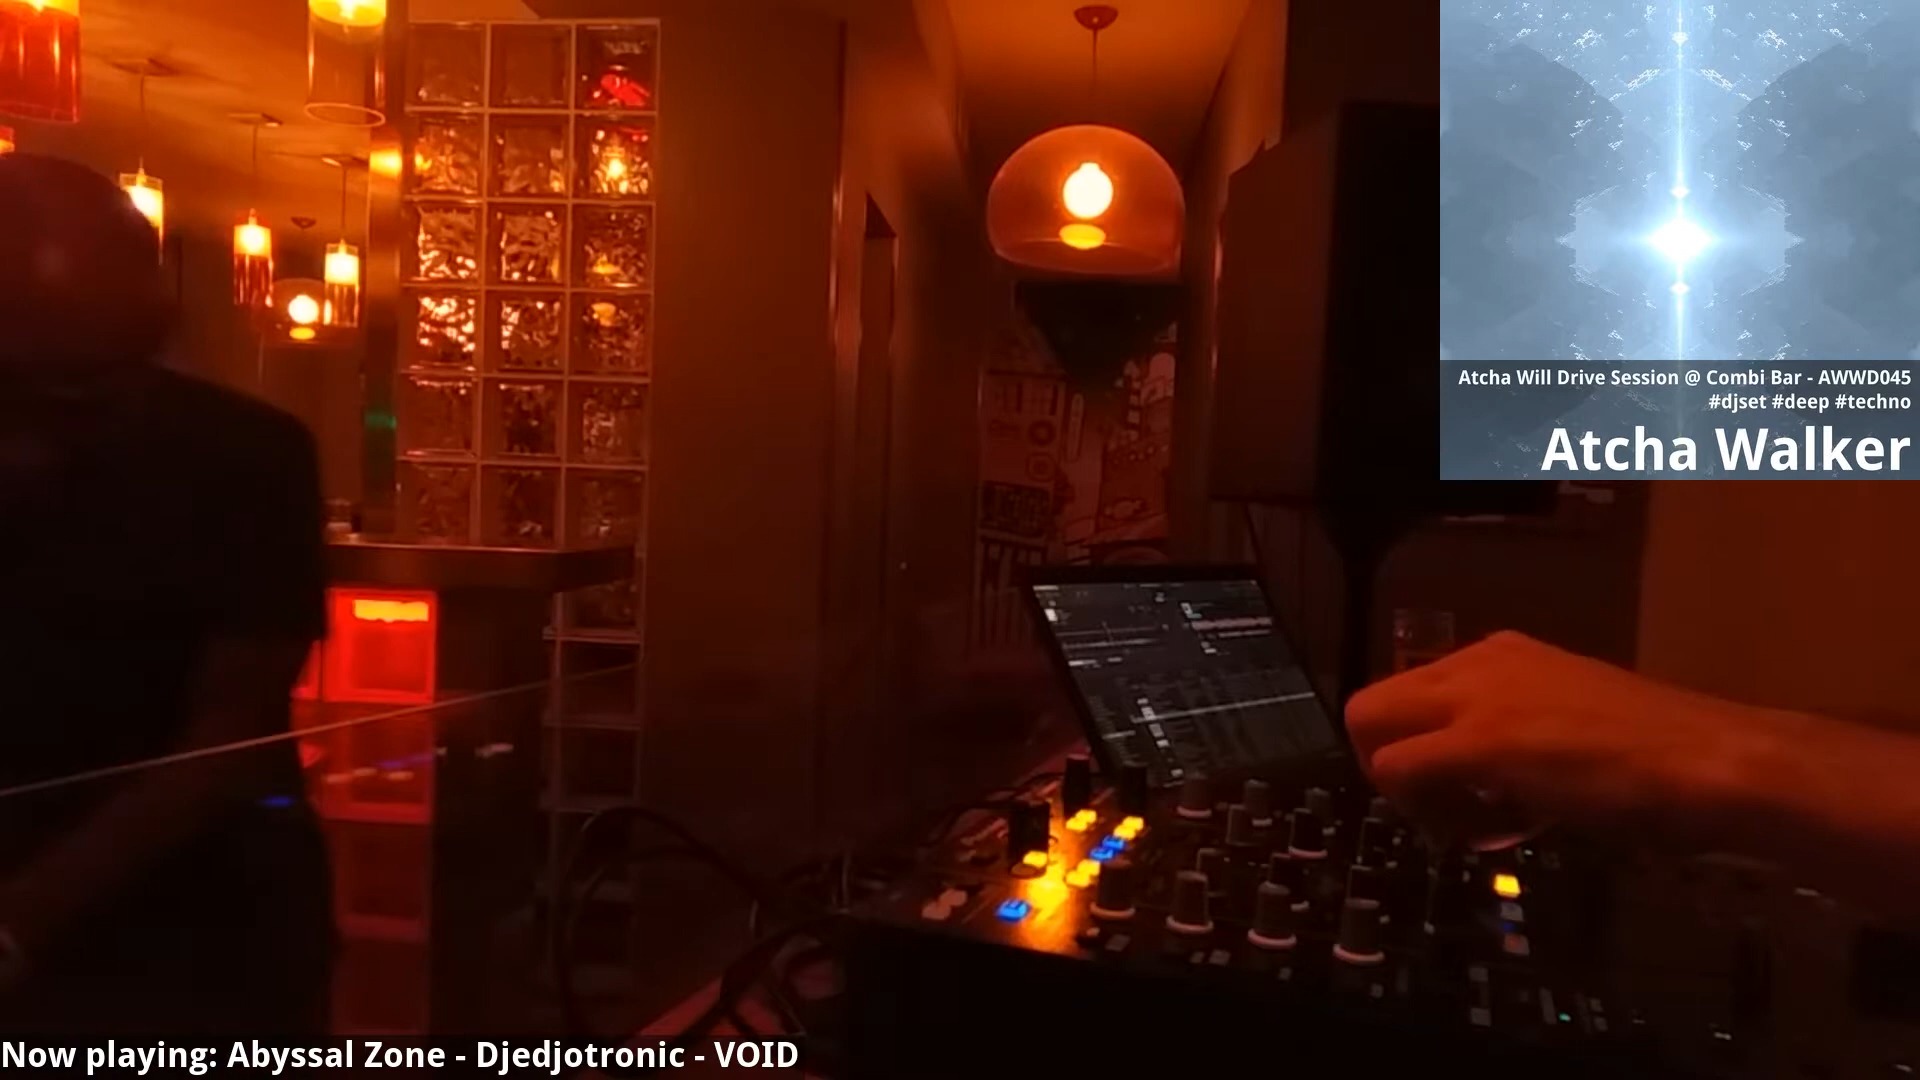 Atcha Will Drive Session @ Combi Bar - AWWD045
#djset #deep #techno
Atcha Walker
Now playing: Abyssal Zone - Djedjotronic - VOID